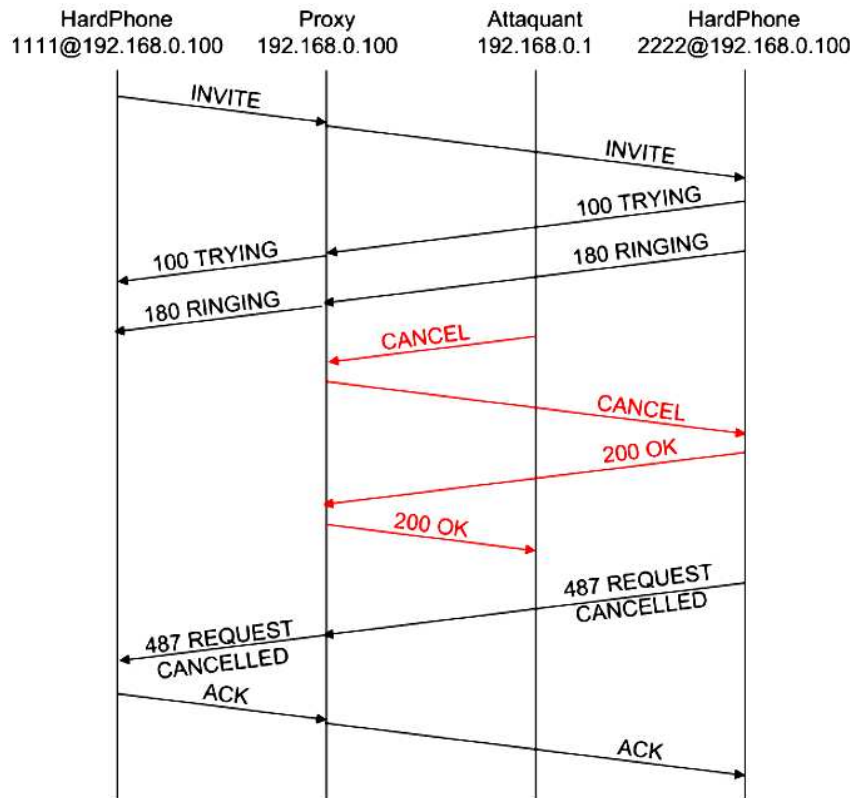 HardPhone Proxy Attaquant HardPhone
1111@192.168.0.100 192.168.0.100 192.168.0.1 2222@192.168.0.100
INVITE
INVITE
100 TRYING
100 TRYING
180 RINGING
180 RINGING
CANCEL
CANCEL
200 OK
200 OK
487 REQUEST
CANCELLED
487 REQUEST
CANCELLED
ACK
ACK